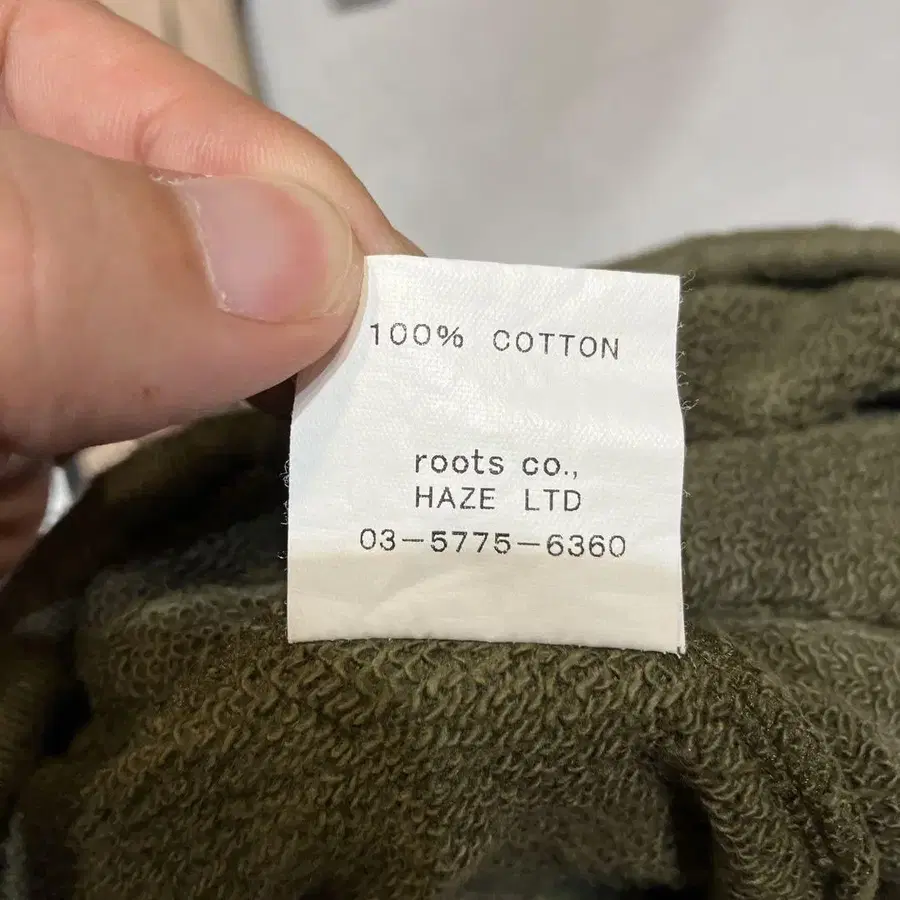 100% COTTON
roots co.,
HAZE LTD
03-5775-6360